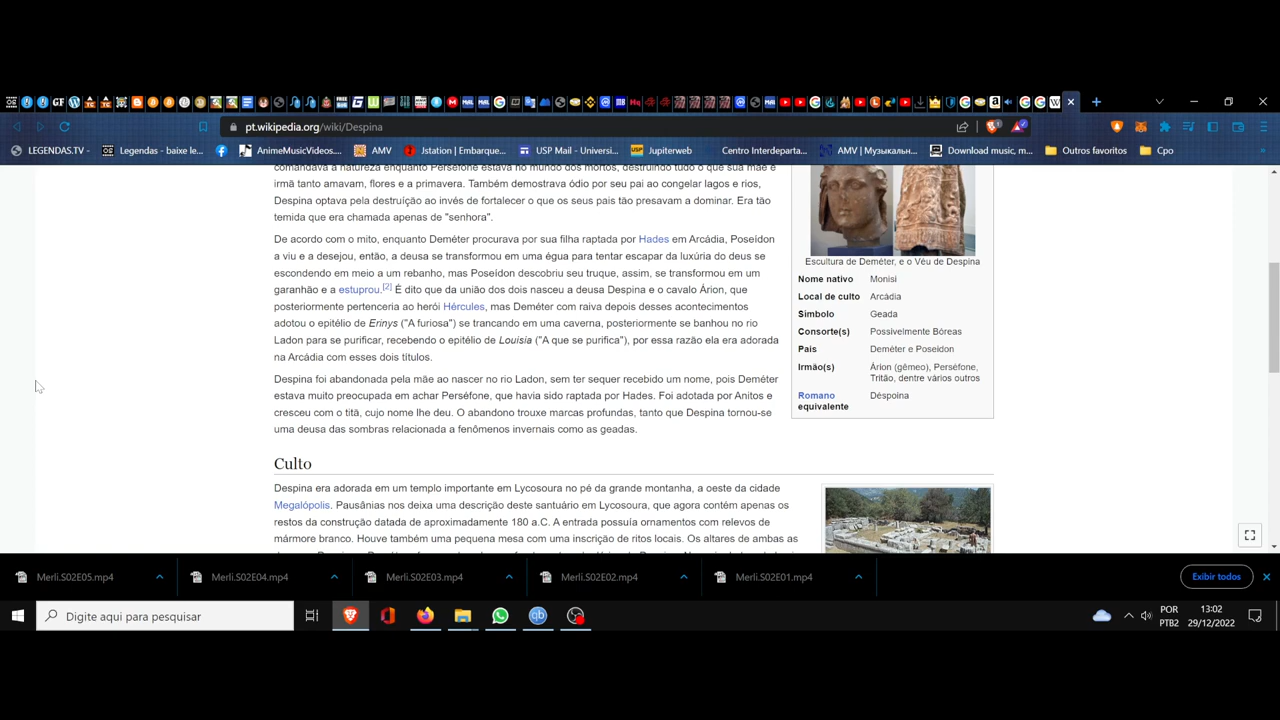 pt.wikipedia.org/wiki/Despina
LEGENDAS.TV -
Legendas - baixe le...
AnimeMusicVideos....
AMV
Jstation | Embarque...
USP Mail - Universi...
Jupiterweb
Centro Interdeparta...
AMV | Музыкальн...
Download music, m...
Outros favoritos
Cpo
comandava a natureza enquanto Perséfone estava no mundo dos mortos, destruindo tudo o que sua mãe e
irmã tanto amavam, flores e a primavera. Também demostrava ódio por seu pai ao congelar lagos e rios,
Despina optava pela destruição ao invés de fortalecer o que os seus pais tão presavam a dominar. Era tão
temida que era chamada apenas de "senhora".
De acordo com o mito, enquanto Deméter procurava por sua filha raptada por Hades em Arcádia, Poseídon
a viu e a desejou, então, a deusa se transformou em uma égua para tentar escapar da luxúria do deus se
escondendo em meio a um rebanho, mas Poseídon descobriu seu truque, assim, se transformou em um
garanhão e a estuprou.[2] É dito que da união dos dois nasceu a deusa Despina e o cavalo Árion, que
posteriormente pertenceria ao herói Hércules, mas Deméter com raiva depois desses acontecimentos
adotou o epitélio de Erinys ("A furiosa") se trancando em uma caverna, posteriormente se banhou no rio
Ladon para se purificar, recebendo o epitélio de Louisia ("A que se purifica"), por essa razão ela era adorada
na Arcádia com esses dois títulos.
Despina foi abandonada pela mãe ao nascer no rio Ladon, sem ter sequer recebido um nome, pois Deméter
estava muito preocupada em achar Perséfone, que havia sido raptada por Hades. Foi adotada por Anitos e
cresceu com o titã, cujo nome lhe deu. O abandono trouxe marcas profundas, tanto que Despina tornou-se
uma deusa das sombras relacionada a fenômenos invernais como as geadas.
Escultura de Deméter, e o Véu de Despina
Nome nativo Monisi
Local de culto Arcádia
Símbolo Geada
Consorte(s) Possivelmente Bóreas
Pais Deméter e Poseidon
Irmão(s) Árion (gêmeo), Perséfone,
Tritão, dentre vários outros
Romano Déspoina
equivalente
Culto
Despina era adorada em um templo importante em Lycosoura no pé da grande montanha, a oeste da cidade
Megalópolis. Pausânias nos deixa uma descrição deste santuário em Lycosoura, que agora contém apenas os
restos da construção datada de aproximadamente 180 a.C. A entrada possuía ornamentos com relevos de
mármore branco. Houve também uma pequena mesa com uma inscrição de ritos locais. Os altares de ambas as
Merli.S02E05.mp4
Merli.S02E04.mp4
Merli.S02E03.mp4
Merli.S02E02.mp4
Merli.S02E01.mp4
Exibir todos
Digite aqui para pesquisar
POR
PTB2
13:02
29/12/2022